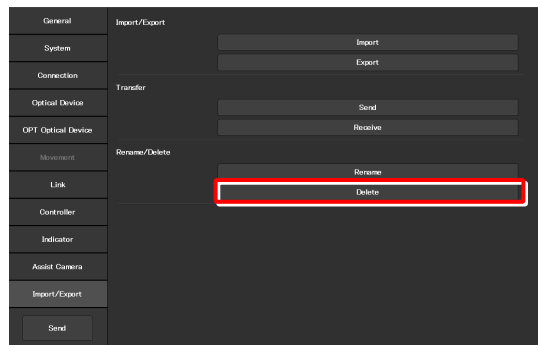 General
System
Connection
Optical Device
OPT Optical Device
Movement
Link
Controller
Indicator
Assist Camera
Import/Export
Send
Import/Export
Import
Export
Transfer
Send
Receive
Rename/Delete
Rename
Delete